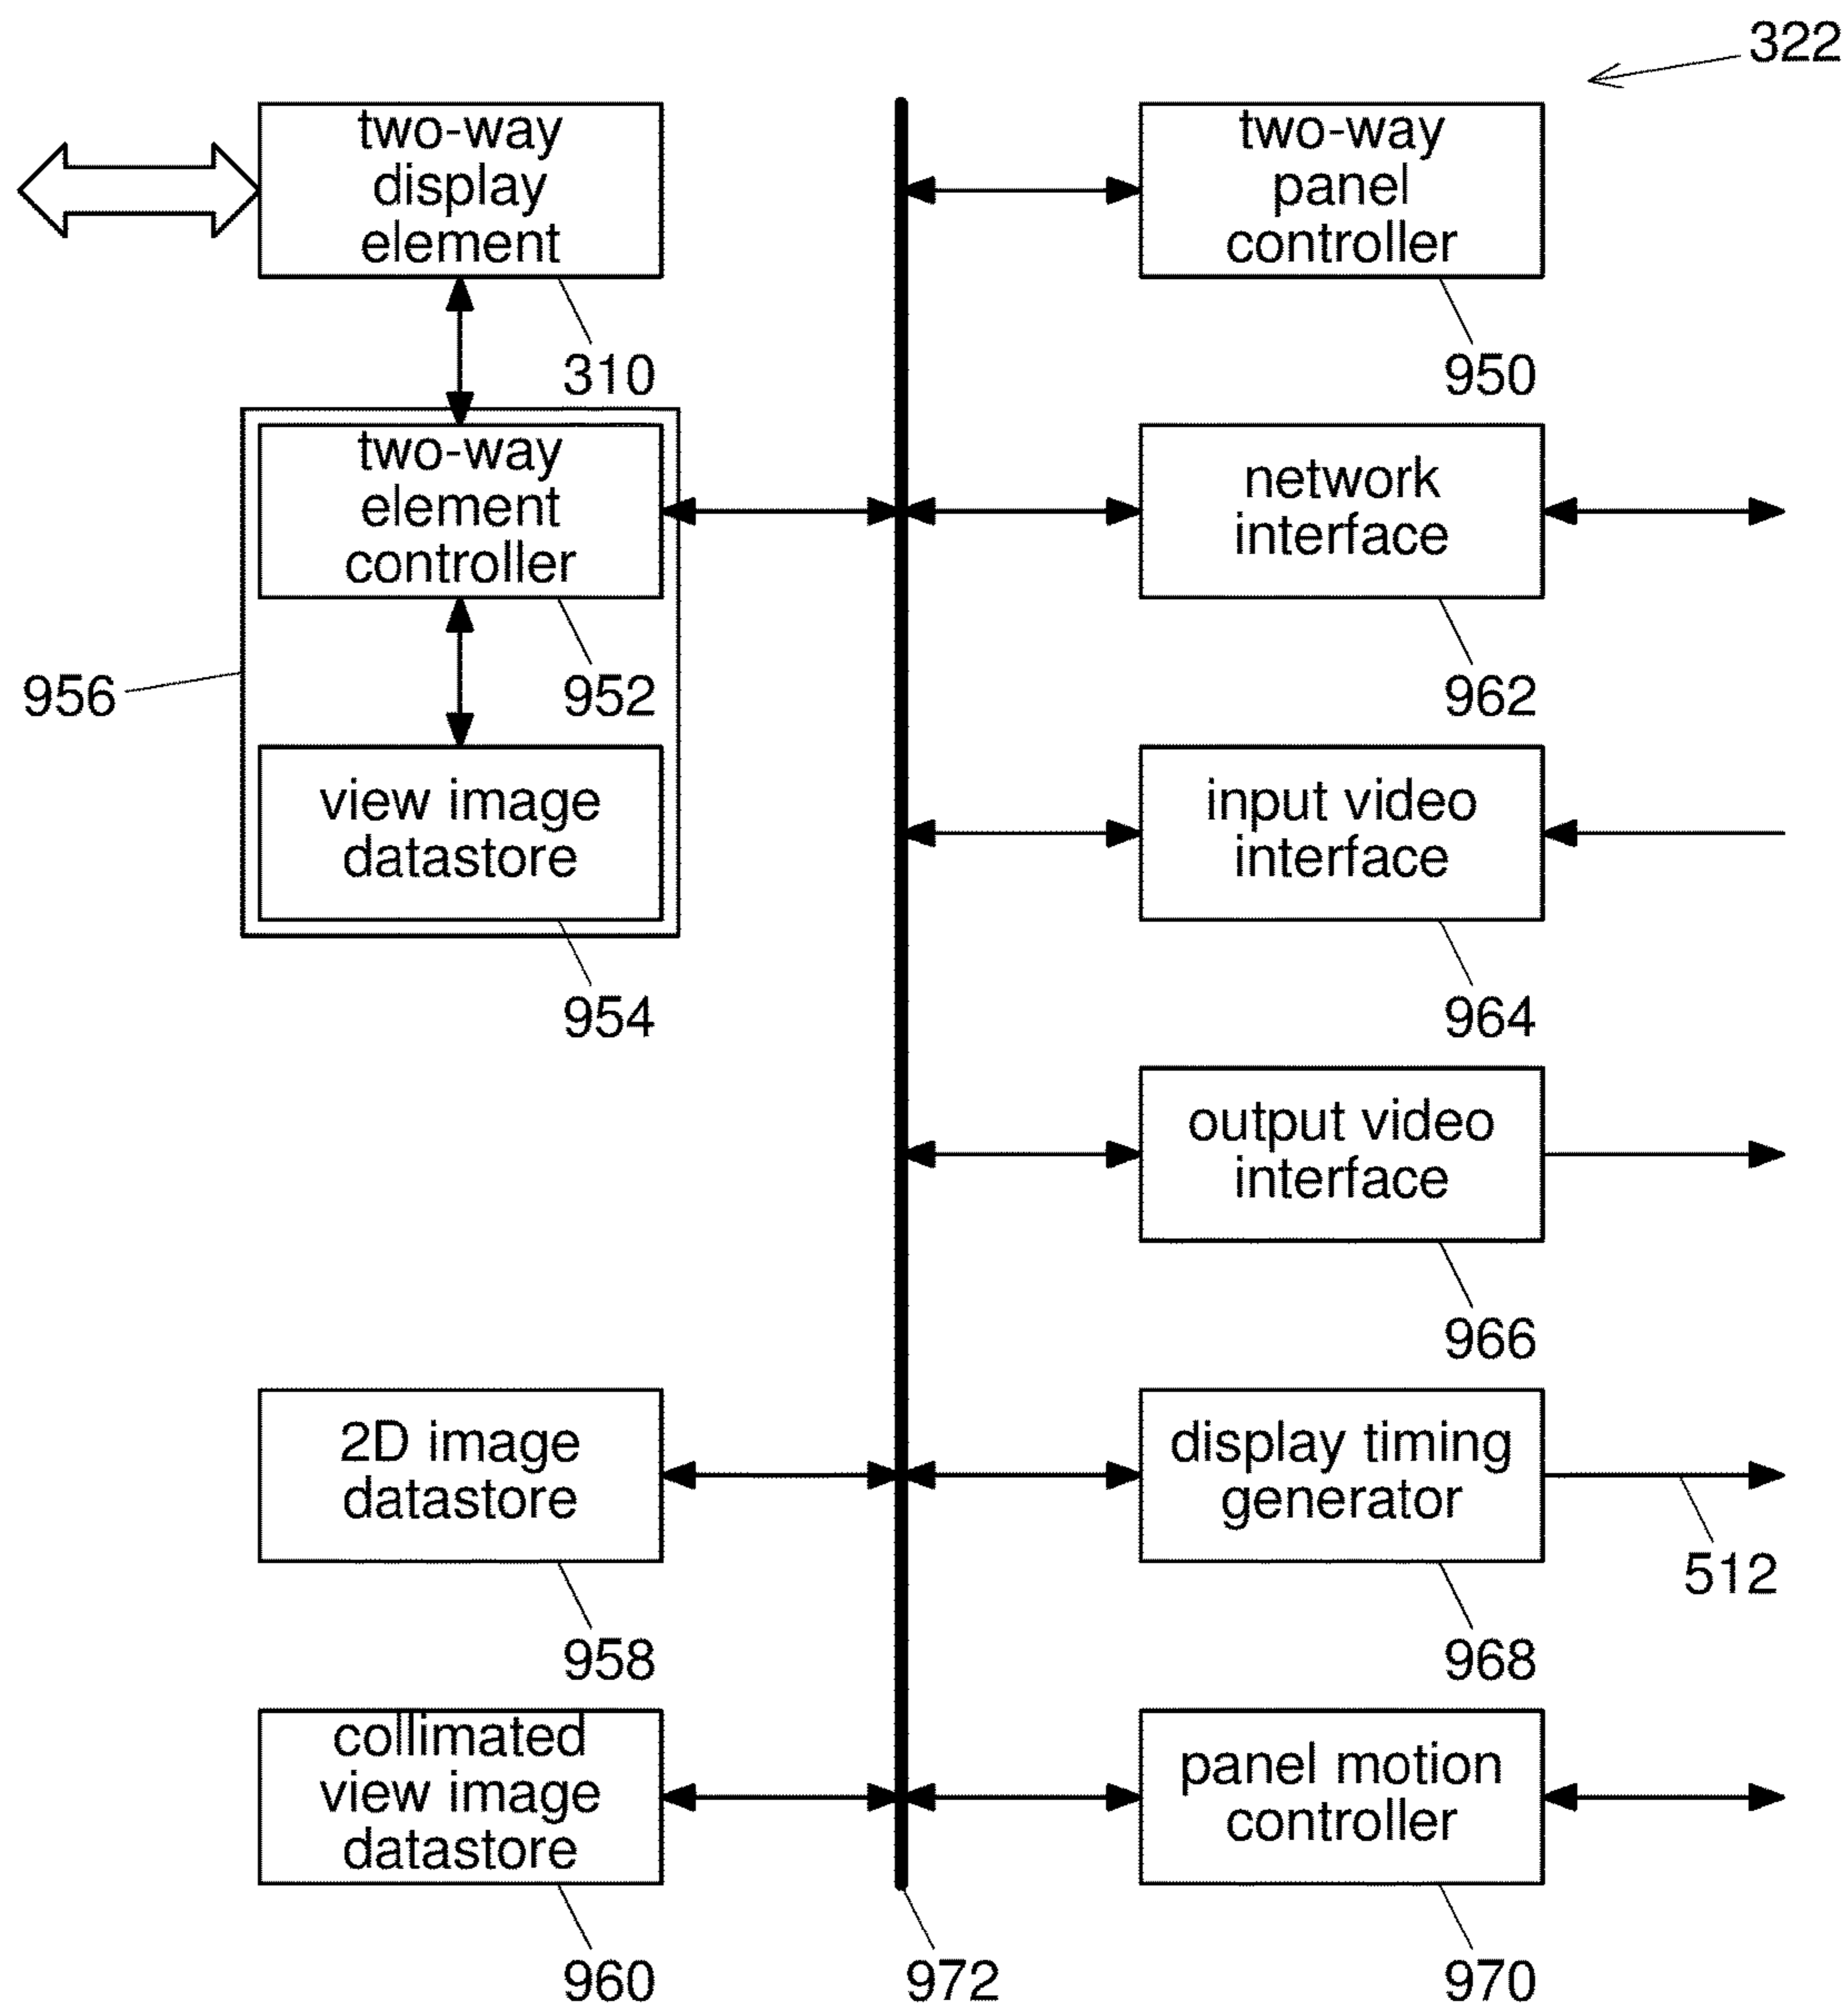 322
two-way
display
element
310
two-way
panel
controller
950
two-way
element
controller
952
956
network
interface
962
view image
datastore
954
input video
interface
964
output video
interface
966
2D image
datastore
958
display timing
generator
968
512
collimated
view image
datastore
960
panel motion
controller
970
972